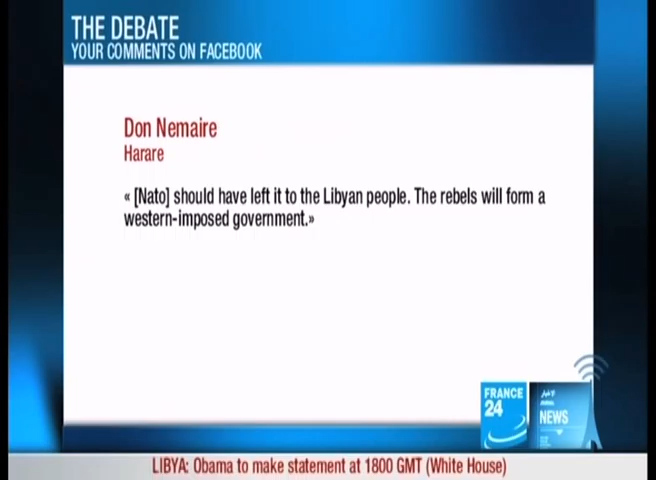 THE DEBATE
YOUR COMMENTS ON FACEBOOK
Don Nemaire
Harare
« [Nato] should have left it to the Libyan people. The rebels will form a
western-imposed government.»
FRANCE
24
الأخبار
NEWS
LIBYA: Obama to make statement at 1800 GMT (White House)